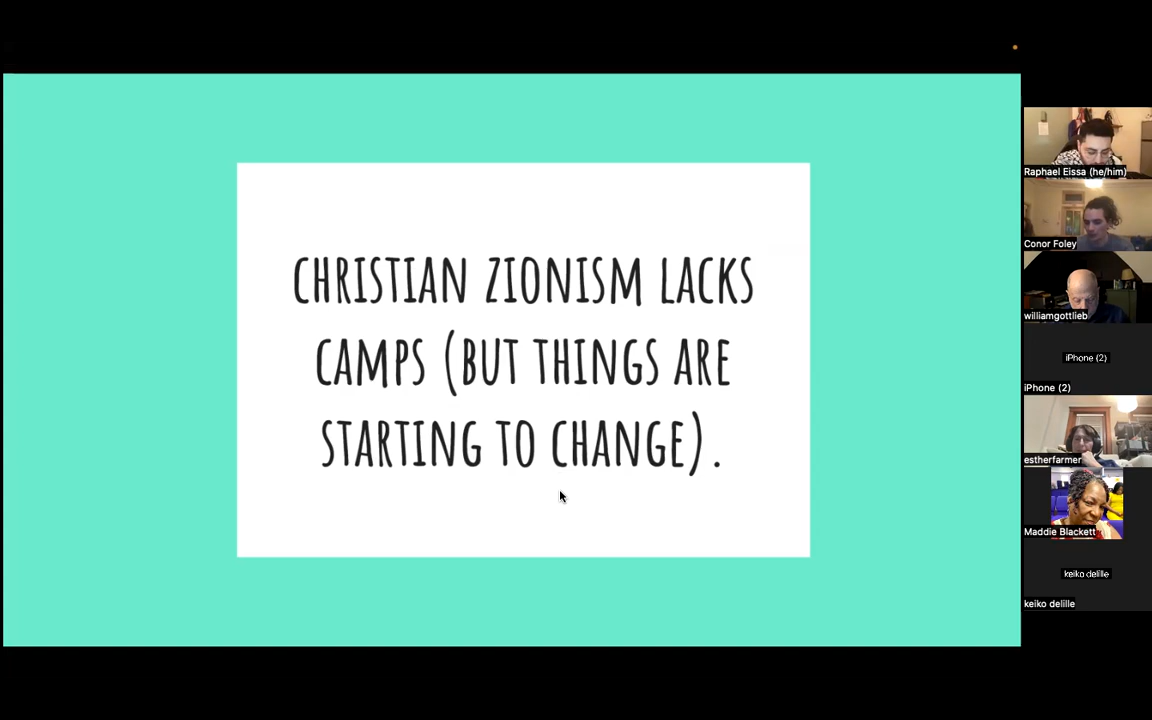 CHRISTIAN ZIONISM LACKS
CAMPS (BUT THINGS ARE
STARTING TO CHANGE).
Raphael Eissa (he/him)
Conor Foley
williamgottlieb
iPhone (2)
iPhone (2)
estherfarmer
Maddie Blackett
keiko delille
keiko delille